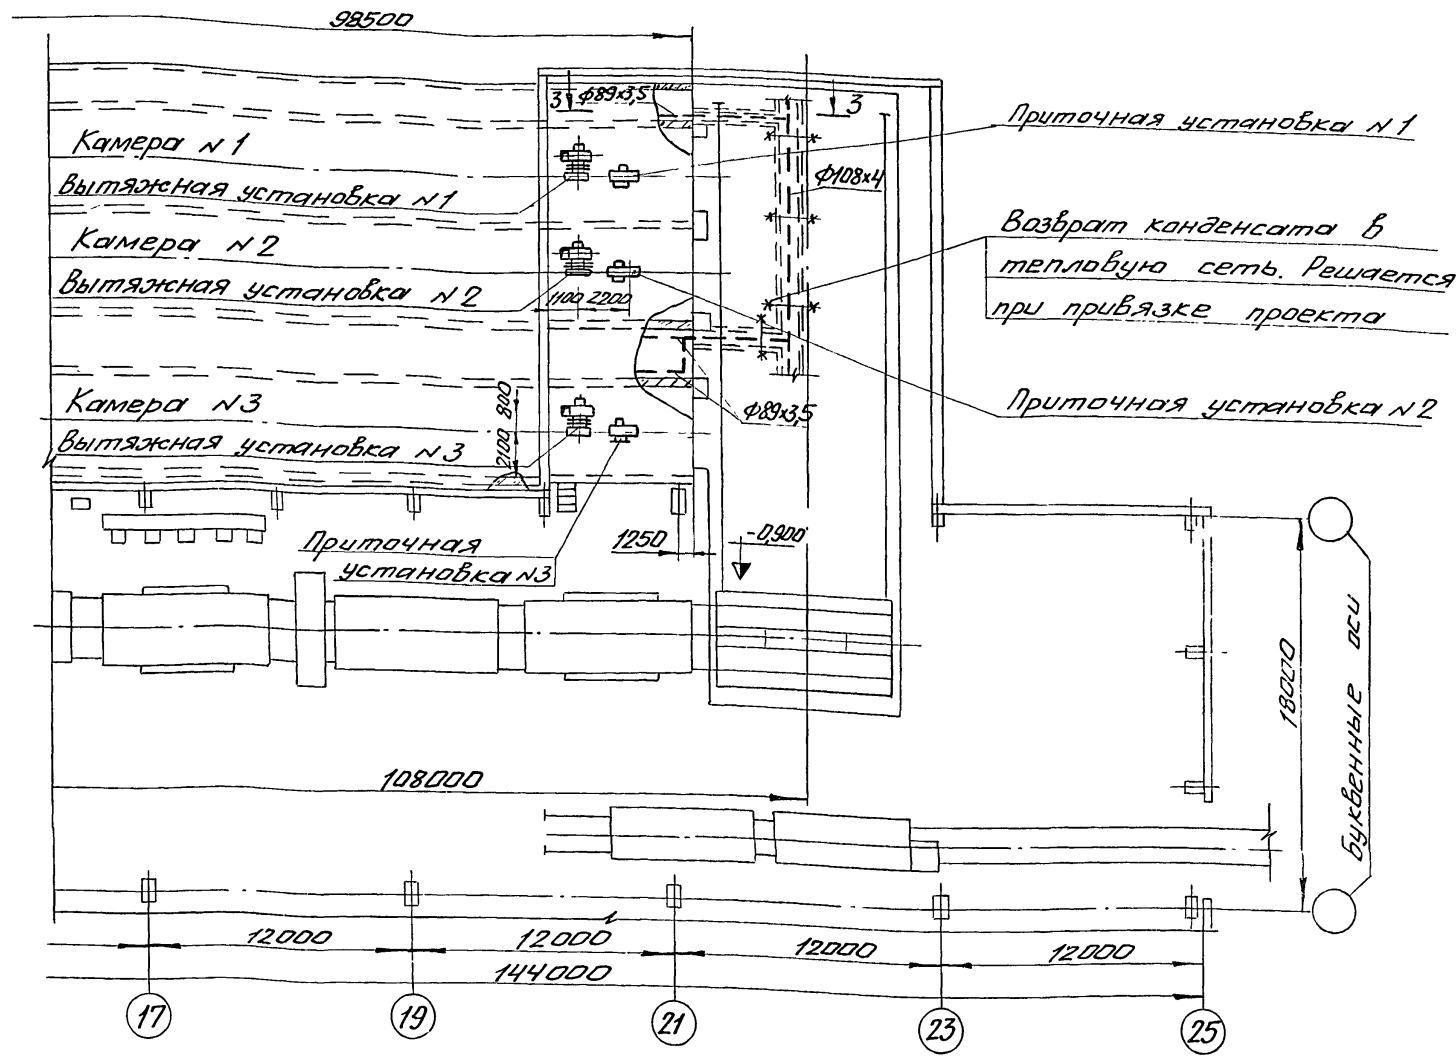 98500
3
φ89х3,5
3
Приточная установка №1
Камера №1
Вытяжная установка №1
φ108х4
Возврат конденсата в
тепловую сеть. Решается
при привязке проекта
Камера №2
Вытяжная установка №2
1100 2200
Камера №3
Вытяжная установка №3
800
2100
φ89х3,5
Приточная установка №2
Приточная
установка №3
1250
-0,900
18000
Буквенные оси
108000
12000
12000
12000
12000
144000
17
19
21
23
25